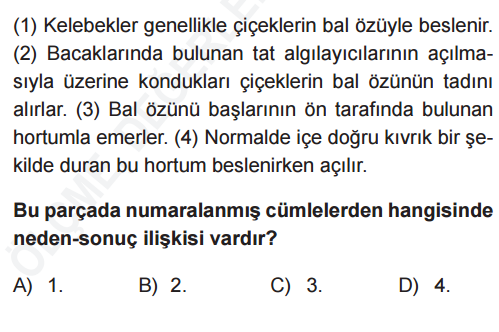 (1) Kelebekler genellikle çiçeklerin bal özüyle beslenir.
(2) Bacaklarında bulunan tat algılayıcılarının açılma-
sıyla üzerine kondukları çiçeklerin bal özünün tadını
alırlar. (3) Bal özünü başlarının ön tarafında bulunan
hortumla emerler. (4) Normalde içe doğru kıvrık bir şe-
kilde duran bu hortum beslenirken açılır.
Bu parçada numaralanmış cümlelerden hangisinde
neden-sonuç ilişkisi vardır?
A) 1. B) 2. C) 3. D) 4.